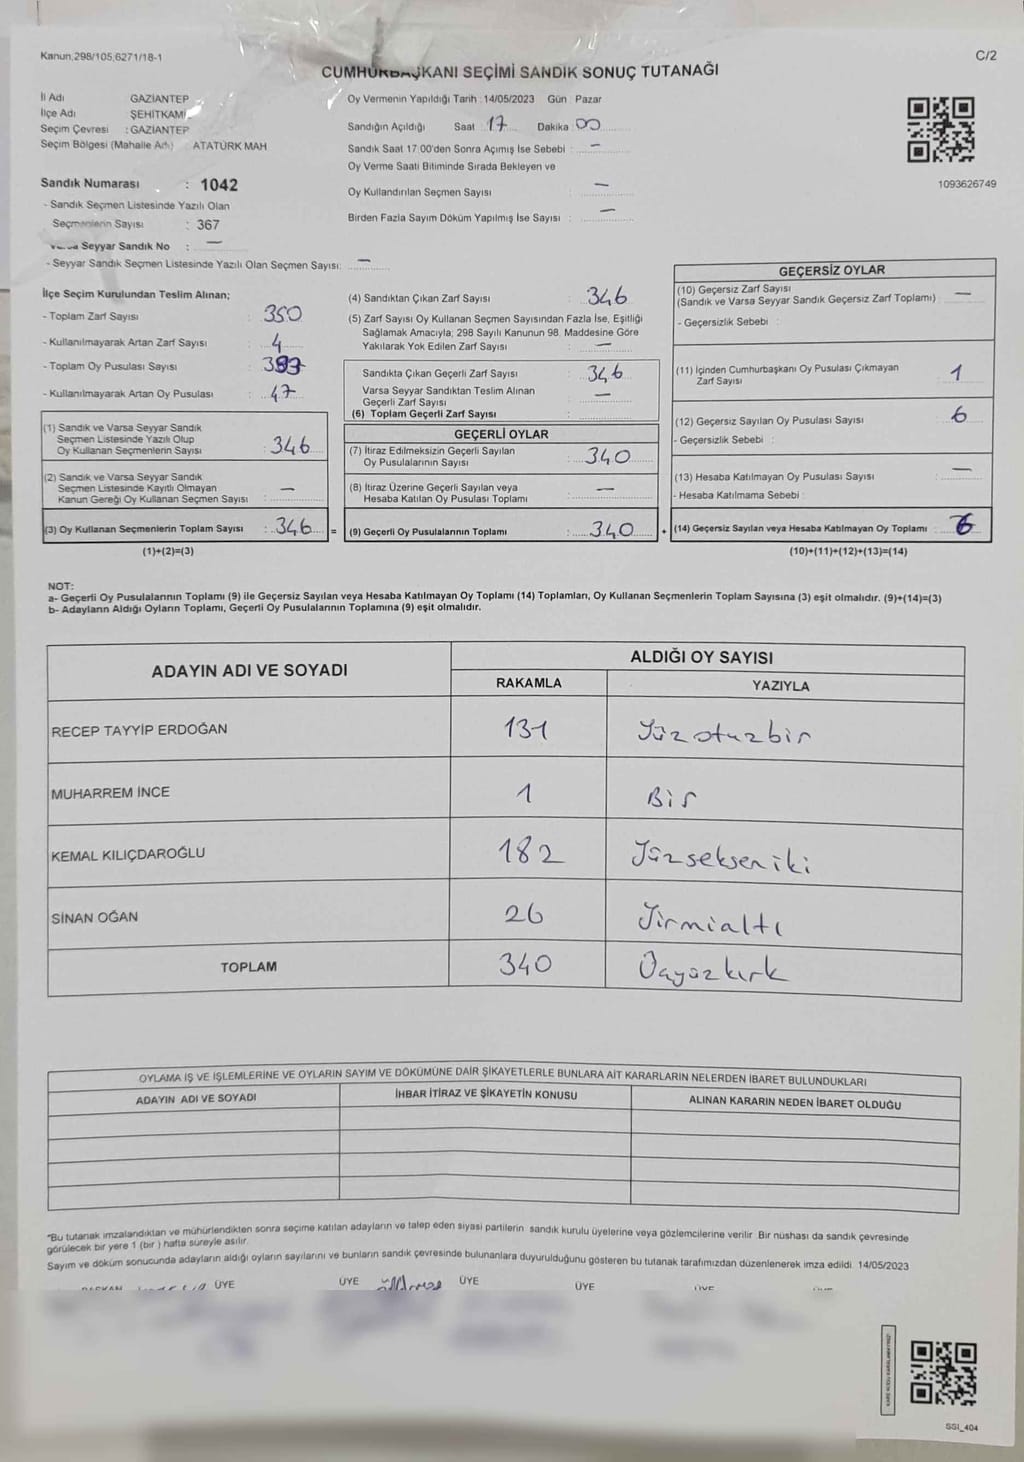 Kanun,298/105,6271/18-1
C/2
CUMHURBAŞKANI SEÇİMİ SANDIK SONUÇ TUTANAĞI
İl Adı GAZİANTEP
İlçe Adı ŞEHİTKAMİL
Seçim Çevresi : GAZİANTEP
Seçim Bölgesi (Mahalle Adı) ATATÜRK MAH
Sandık Numarası : 1042
- Sandık Seçmen Listesinde Yazılı Olan
Seçmenlerin Sayısı : 367
Varsa Seyyar Sandık No : —
- Seyyar Sandık Seçmen Listesinde Yazılı Olan Seçmen Sayısı: —
Oy Vermenin Yapıldığı Tarih :14/05/2023 Gün Pazar
Sandığın Açıldığı Saat 17 Dakika 00
Sandık Saat 17:00'den Sonra Açımış İse Sebebi : —
Oy Verme Saati Bitiminde Sırada Bekleyen ve
Oy Kullandırılan Seçmen Sayısı : —
Birden Fazla Sayım Döküm Yapılmış İse Sayısı : —
1093626749
İlçe Seçim Kurulundan Teslim Alınan;
- Toplam Zarf Sayısı : 350
- Kullanılmayarak Artan Zarf Sayısı : 4
- Toplam Oy Pusulası Sayısı :
- Kullanılmayarak Artan Oy Pusulası : 47
(1) Sandık ve Varsa Seyyar Sandık
Seçmen Listesinde Yazılı Olup
Oy Kullanan Seçmenlerin Sayısı : 346
(2) Sandık ve Varsa Seyyar Sandık
Seçmen Listesinde Kayıtlı Olmayan
Kanun Gereği Oy Kullanan Seçmen Sayısı : —
(3) Oy Kullanan Seçmenlerin Toplam Sayısı : 346 =
(1)+(2)=(3)
(4) Sandıktan Çıkan Zarf Sayısı : 346
(5) Zarf Sayısı Oy Kullanan Seçmen Sayısından Fazla İse, Eşitliği
Sağlamak Amacıyla; 298 Sayılı Kanunun 98. Maddesine Göre
Yakılarak Yok Edilen Zarf Sayısı : —
Sandıkta Çıkan Geçerli Zarf Sayısı : 346
Varsa Seyyar Sandıktan Teslim Alınan
Geçerli Zarf Sayısı : —
(6) Toplam Geçerli Zarf Sayısı :
GEÇERLİ OYLAR
(7) İtiraz Edilmeksizin Geçerli Sayılan
Oy Pusulalarının Sayısı : 340
(8) İtiraz Üzerine Geçerli Sayılan veya
Hesaba Katılan Oy Pusulası Toplamı : —
(9) Geçerli Oy Pusulalarının Toplamı : 340 +
GEÇERSİZ OYLAR
(10) Geçersiz Zarf Sayısı
(Sandık ve Varsa Seyyar Sandık Geçersiz Zarf Toplamı) : —
- Geçersizlik Sebebi :
(11) İçinden Cumhurbaşkanı Oy Pusulası Çıkmayan
Zarf Sayısı : 1
(12) Geçersiz Sayılan Oy Pusulası Sayısı : 6
- Geçersizlik Sebebi :
(13) Hesaba Katılmayan Oy Pusulası Sayısı : —
- Hesaba Katılmama Sebebi :
(14) Geçersiz Sayılan veya Hesaba Katılmayan Oy Toplamı : 6
(10)+(11)+(12)+(13)=(14)
NOT:
a- Geçerli Oy Pusulalarının Toplamı (9) ile Geçersiz Sayılan veya Hesaba Katılmayan Oy Toplamı (14) Toplamları, Oy Kullanan Seçmenlerin Toplam Sayısına (3) eşit olmalıdır. (9)+(14)=(3)
b- Adayların Aldığı Oyların Toplamı, Geçerli Oy Pusulalarının Toplamına (9) eşit olmalıdır.
ADAYIN ADI VE SOYADI
ALDIĞI OY SAYISI
RAKAMLA YAZIYLA
RECEP TAYYİP ERDOĞAN 131 Yüzotuzbir
MUHARREM İNCE 1 Bir
KEMAL KILIÇDAROĞLU 182 Yüzsekseniki
SİNAN OĞAN 26 Yirmialtı
TOPLAM 340 Üçyüzkırk
OYLAMA İŞ VE İŞLEMLERİNE VE OYLARIN SAYIM VE DÖKÜMÜNE DAİR ŞİKAYETLERLE BUNLARA AİT KARARLARIN NELERDEN İBARET BULUNDUKLARI
ADAYIN ADI VE SOYADI İHBAR İTİRAZ VE ŞİKAYETİN KONUSU ALINAN KARARIN NEDEN İBARET OLDUĞU
*Bu tutanak imzalandıktan ve mühürlendikten sonra seçime katılan adayların ve talep eden siyasi partilerin sandık kurulu üyelerine veya gözlemcilerine verilir. Bir nüshası da sandık çevresinde
görülecek bir yere 1 (bir ) hafta süreyle asılır.
Sayım ve döküm sonucunda adayların aldığı oyların sayılarını ve bunların sandık çevresinde bulunanlara duyurulduğunu gösteren bu tutanak tarafımızdan düzenlenerek imza edildi. 14/05/2023
BAŞKAN ÜYE ÜYE ÜYE ÜYE ÜYE
SSI_404